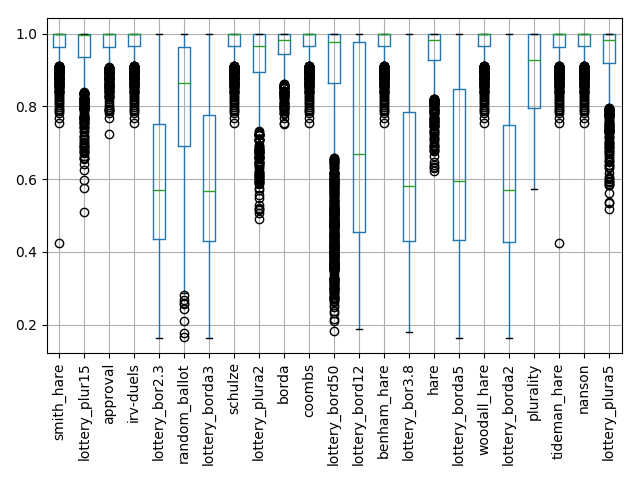 1.0
0.8
0.6
0.4
0.2
smith_hare
lottery_plur15
approval
irv-duels
lottery_bor2.3
random_ballot
lottery_borda3
schulze
lottery_plura2
borda
coombs
lottery_bord50
lottery_bord12
benham_hare
lottery_bor3.8
hare
lottery_borda5
woodall_hare
lottery_borda2
plurality
tideman_hare
nanson
lottery_plura5